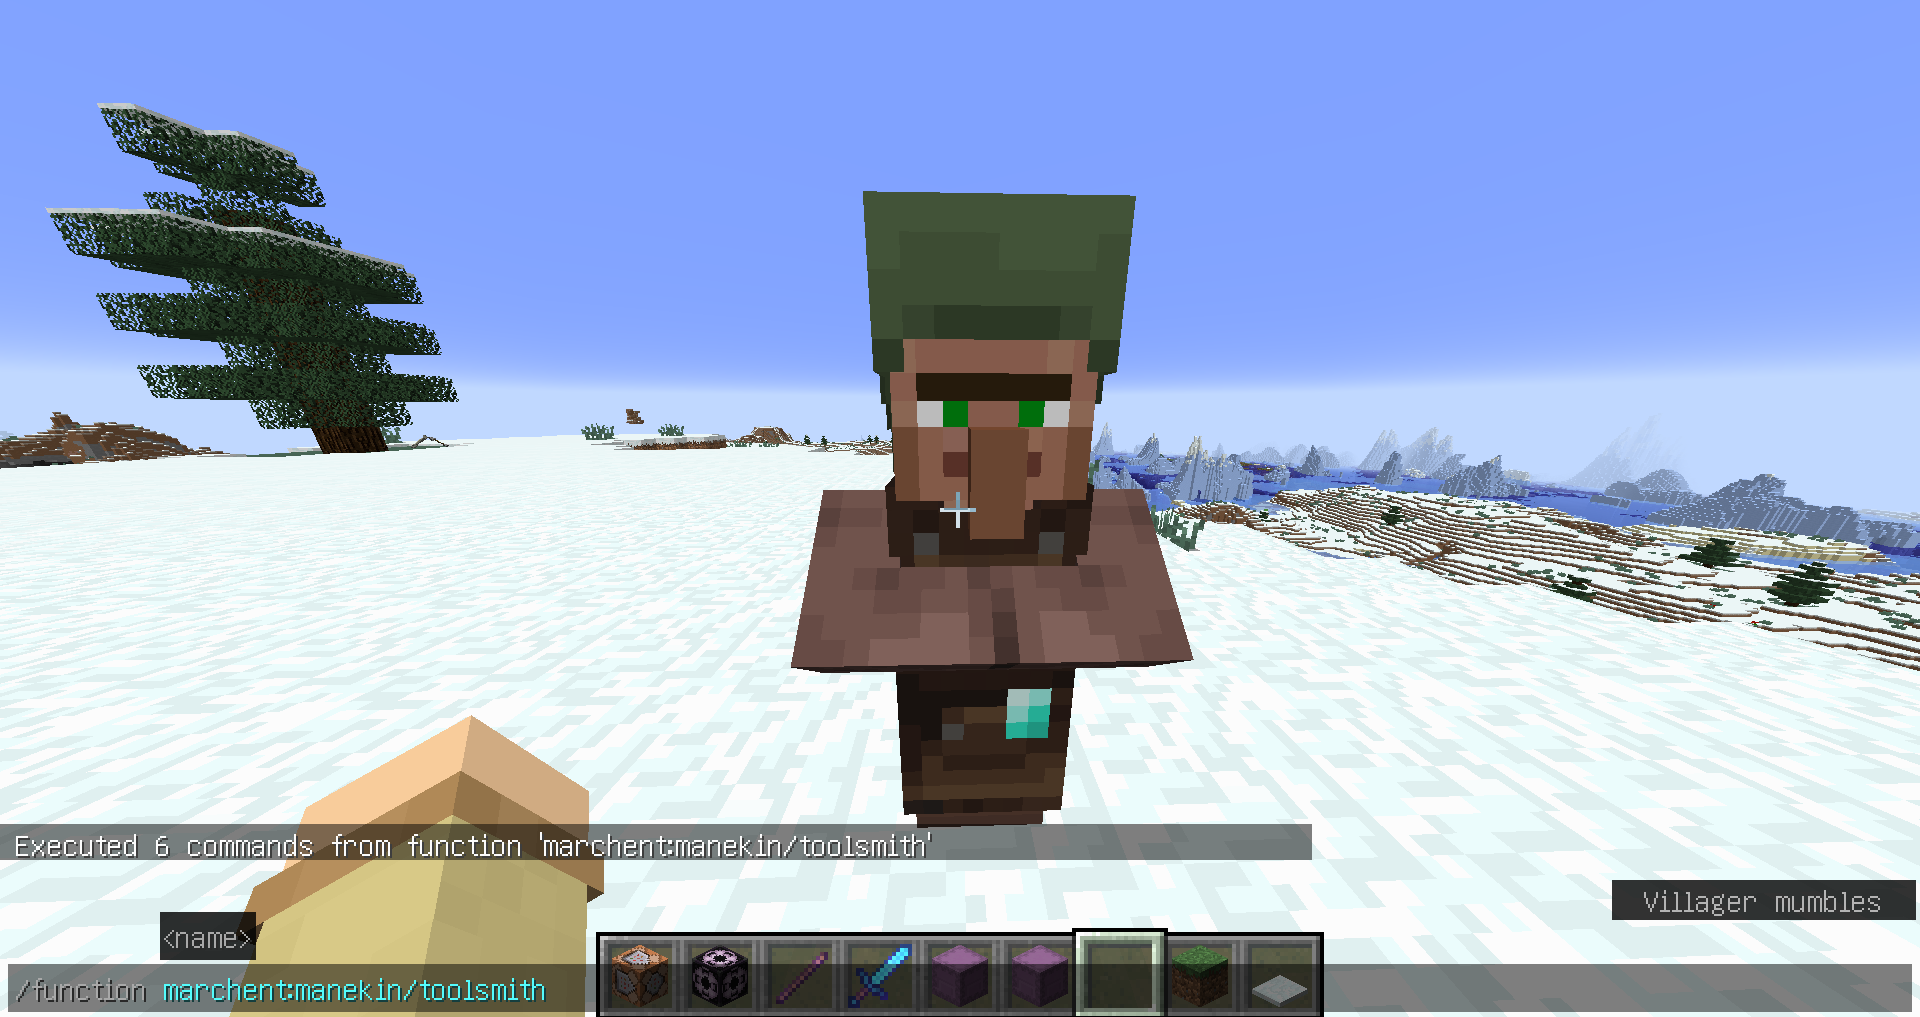 Executed 6 commands from function 'marchent:manekin/toolsmith'
Villager mumbles
<name>
/function marchent:manekin/toolsmith